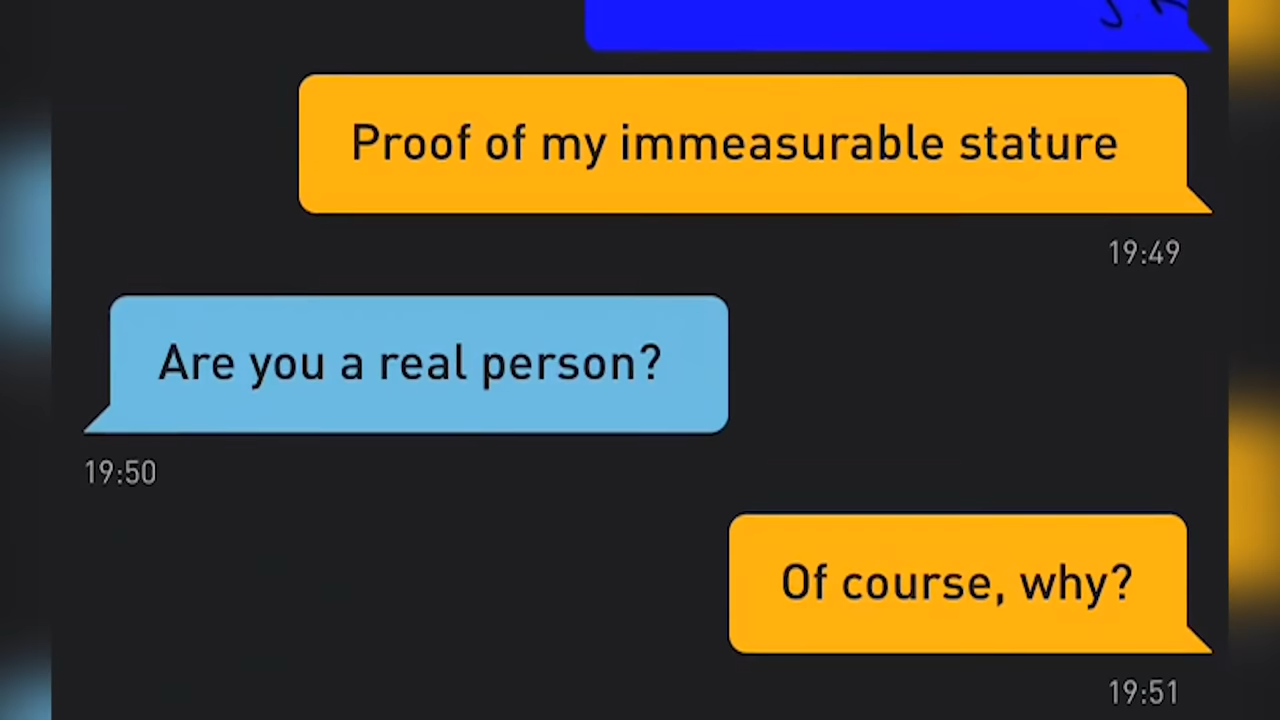 Proof of my immeasurable stature
19:49
Are you a real person?
19:50
Of course, why?
19:51